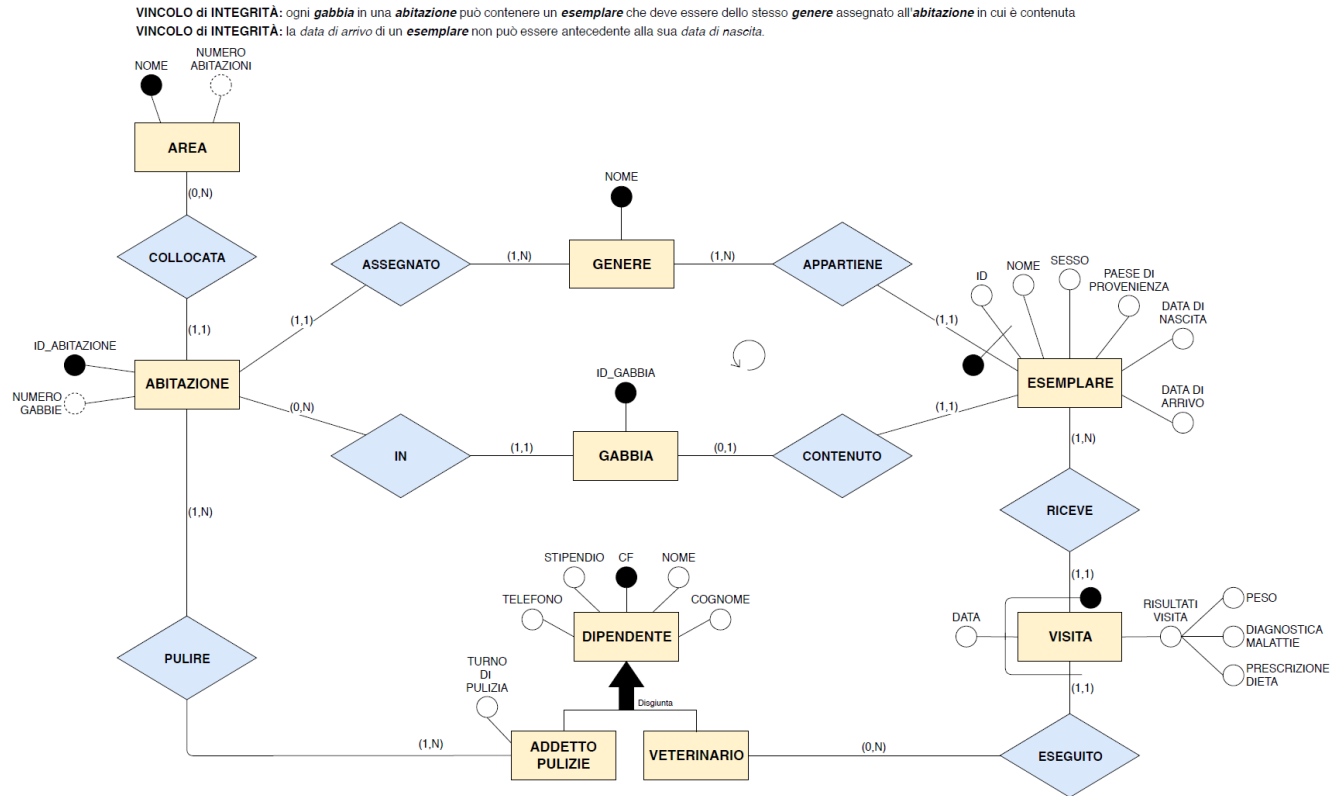 VINCOLO di INTEGRITÀ: ogni gabbia in una abitazione può contenere un esemplare che deve essere dello stesso genere assegnato all'abitazione in cui è contenuta
VINCOLO di INTEGRITÀ: la data di arrivo di un esemplare non può essere antecedente alla sua data di nascita.
NOME
NUMERO
ABITAZIONI
AREA
(0,N)
COLLOCATA
(1,1)
ID_ABITAZIONE
NUMERO
GABBIE
ABITAZIONE
(1,1)
ASSEGNATO
(1,N)
NOME
GENERE
(1,N)
APPARTIENE
(1,1)
ID
NOME
SESSO
PAESE DI
PROVENIENZA
DATA DI
NASCITA
DATA DI
ARRIVO
ESEMPLARE
(0,N)
IN
(1,1)
ID_GABBIA
GABBIA
(0,1)
CONTENUTO
(1,1)
(1,N)
RICEVE
(1,1)
DATA
VISITA
RISULTATI
VISITA
PESO
DIAGNOSTICA
MALATTIE
PRESCRIZIONE
DIETA
(1,1)
ESEGUITO
(0,N)
(1,N)
PULIRE
(1,N)
TELEFONO
STIPENDIO
CF
NOME
COGNOME
DIPENDENTE
Disgiunta
TURNO
DI
PULIZIA
ADDETTO
PULIZIE
VETERINARIO